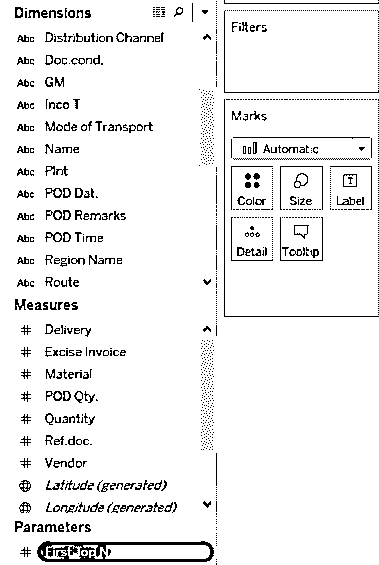 Dimensions
Abc Distribution Channel
Abc Doc.cond.
Abc GM
Abc Inco T
Abc Mode of Transport
Abc Name
Abc Plnt
Abc POD Dat.
Abc POD Remarks
Abc POD Time
Abc Region Name
Abc Route
Measures
# Delivery
# Excise Invoice
# Material
# POD Qty.
# Quantity
# Ref.doc.
# Vendor
Latitude (generated)
Longitude (generated)
Parameters
# First Top N
Filters
Marks
Automatic
Color Size Label
Detail Tooltip